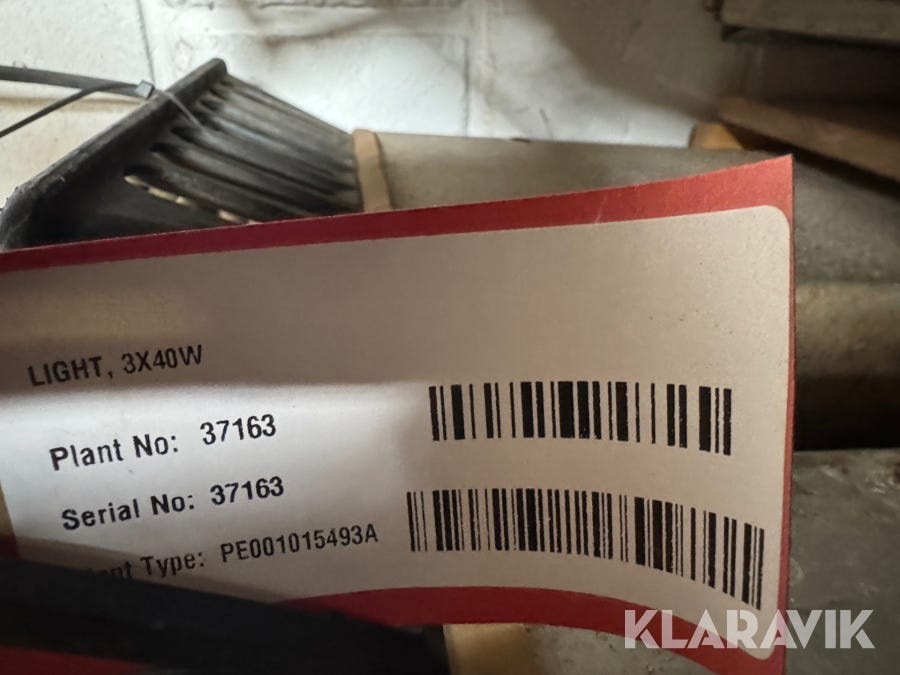 LIGHT, 3X40W
Plant No: 37163
Serial No: 37163
Type: PE001015493A
KLARAVIK